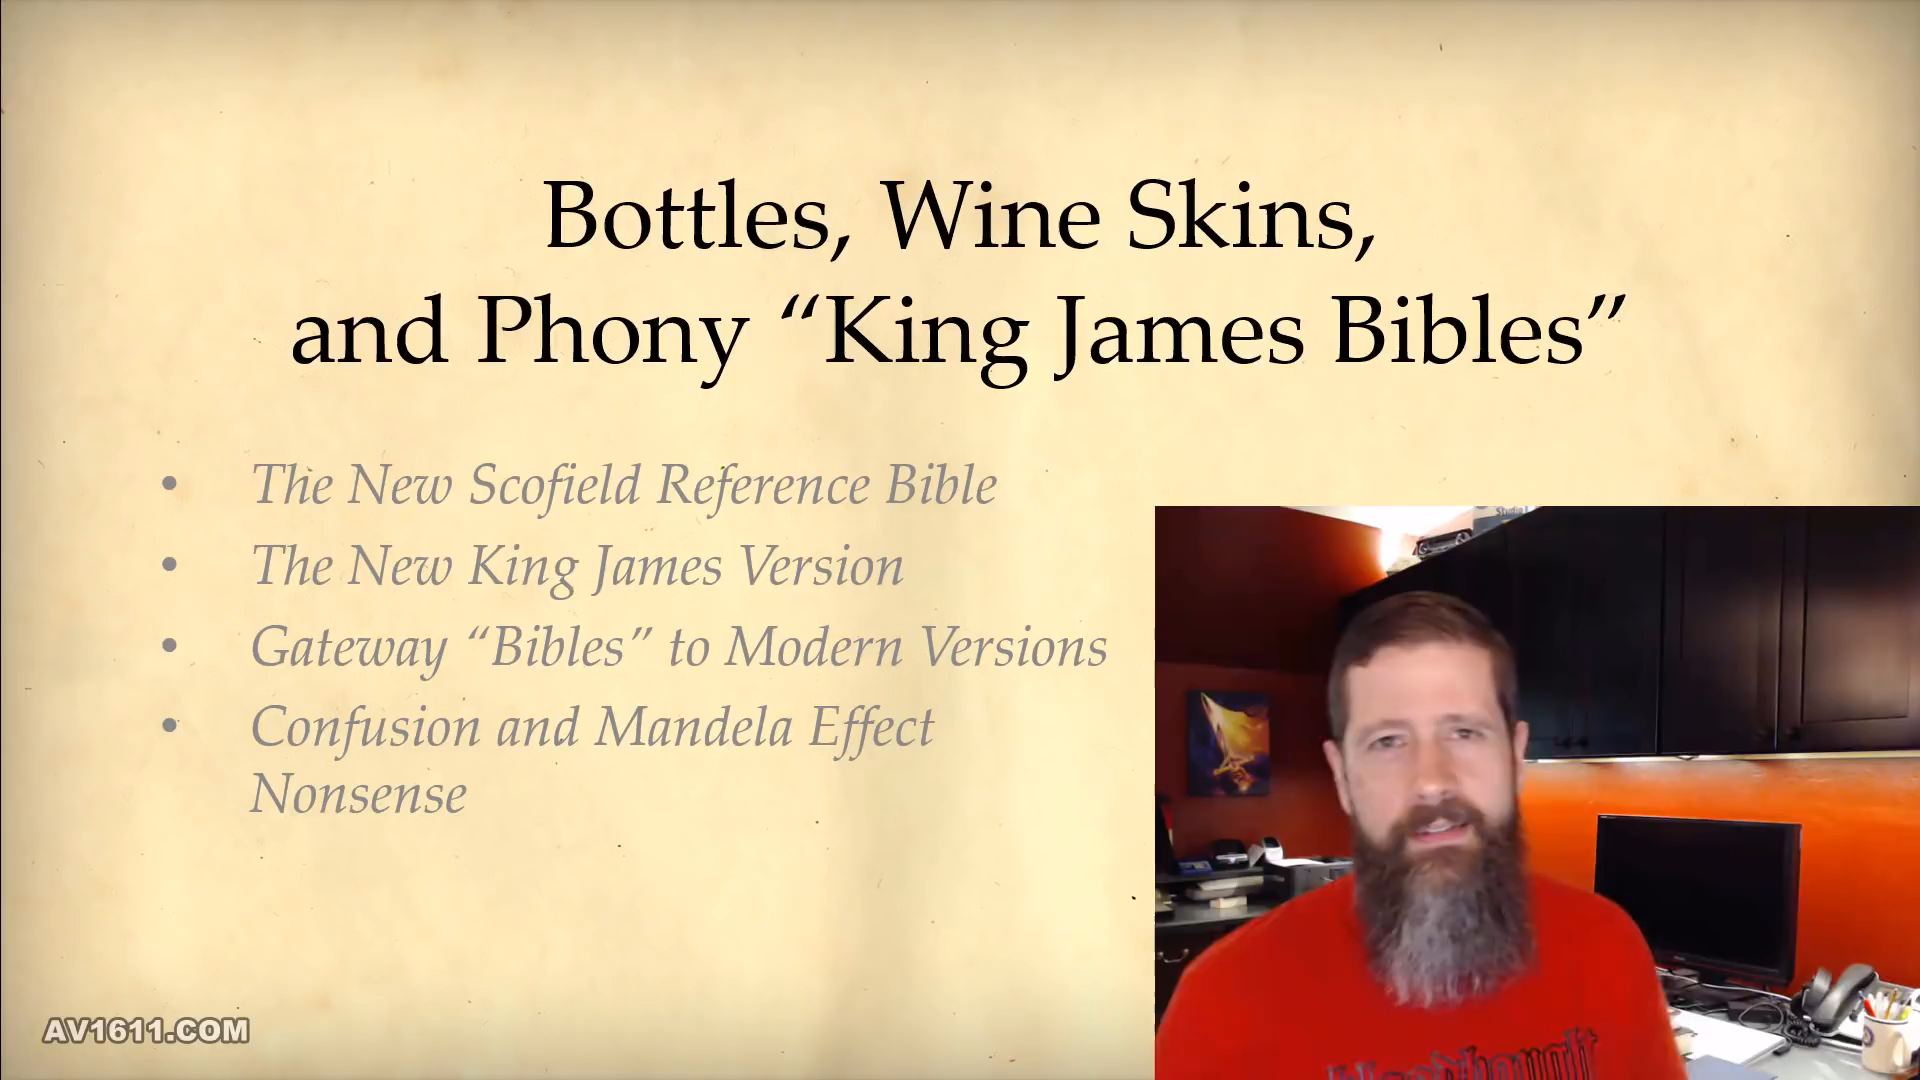 Bottles, Wine Skins,
and Phony “King James Bibles”
• The New Scofield Reference Bible
• The New King James Version
• Gateway “Bibles” to Modern Versions
• Confusion and Mandela Effect
Nonsense
AV1611.COM